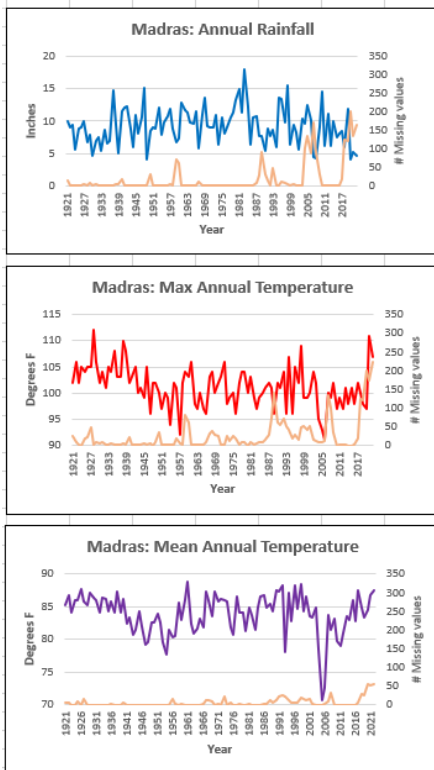 Madras: Annual Rainfall
20 350
300
15 250
200
10
150
5 100
50
0 0
Inches
# Missing values
1921 1927 1933 1939 1945 1951 1957 1963 1969 1975 1981 1987 1993 1999 2005 2011 2017
Year
Madras: Max Annual Temperature
115 350
110 300
250
105 200
100 150
100
95 50
90 0
Degrees F
# Missing values
1921 1927 1933 1939 1945 1951 1957 1963 1969 1975 1981 1987 1993 1999 2005 2011 2017
Year
Madras: Mean Annual Temperature
90 350
300
85 250
80 200
150
75 100
50
70 0
Degrees F
# Missing values
1921 1926 1931 1936 1941 1946 1951 1956 1961 1966 1971 1976 1981 1986 1991 1996 2001 2006 2011 2016 2021
Year